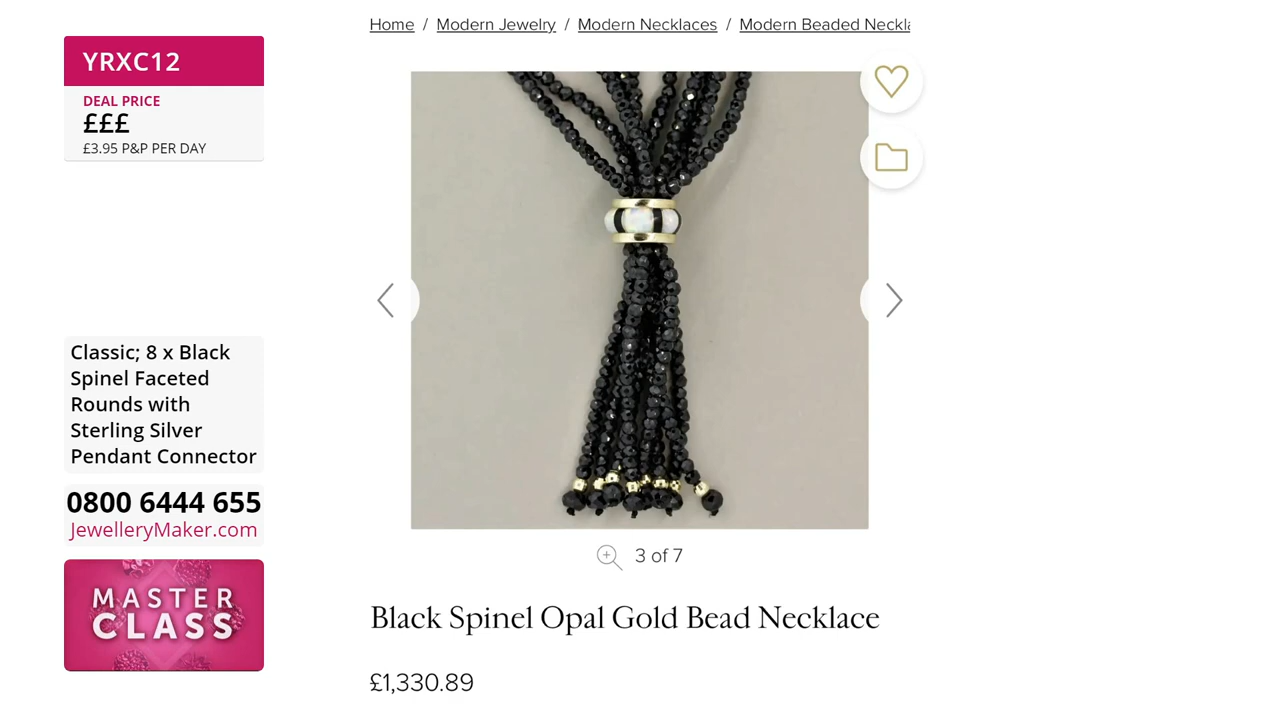 YRXC12
DEAL PRICE
£££
£3.95 P&P PER DAY
Classic; 8 x Black
Spinel Faceted
Rounds with
Sterling Silver
Pendant Connector
0800 6444 655
JewelleryMaker.com
MASTER
CLASS
Home / Modern Jewelry / Modern Necklaces / Modern Beaded Neckl
3 of 7
Black Spinel Opal Gold Bead Necklace
£1,330.89